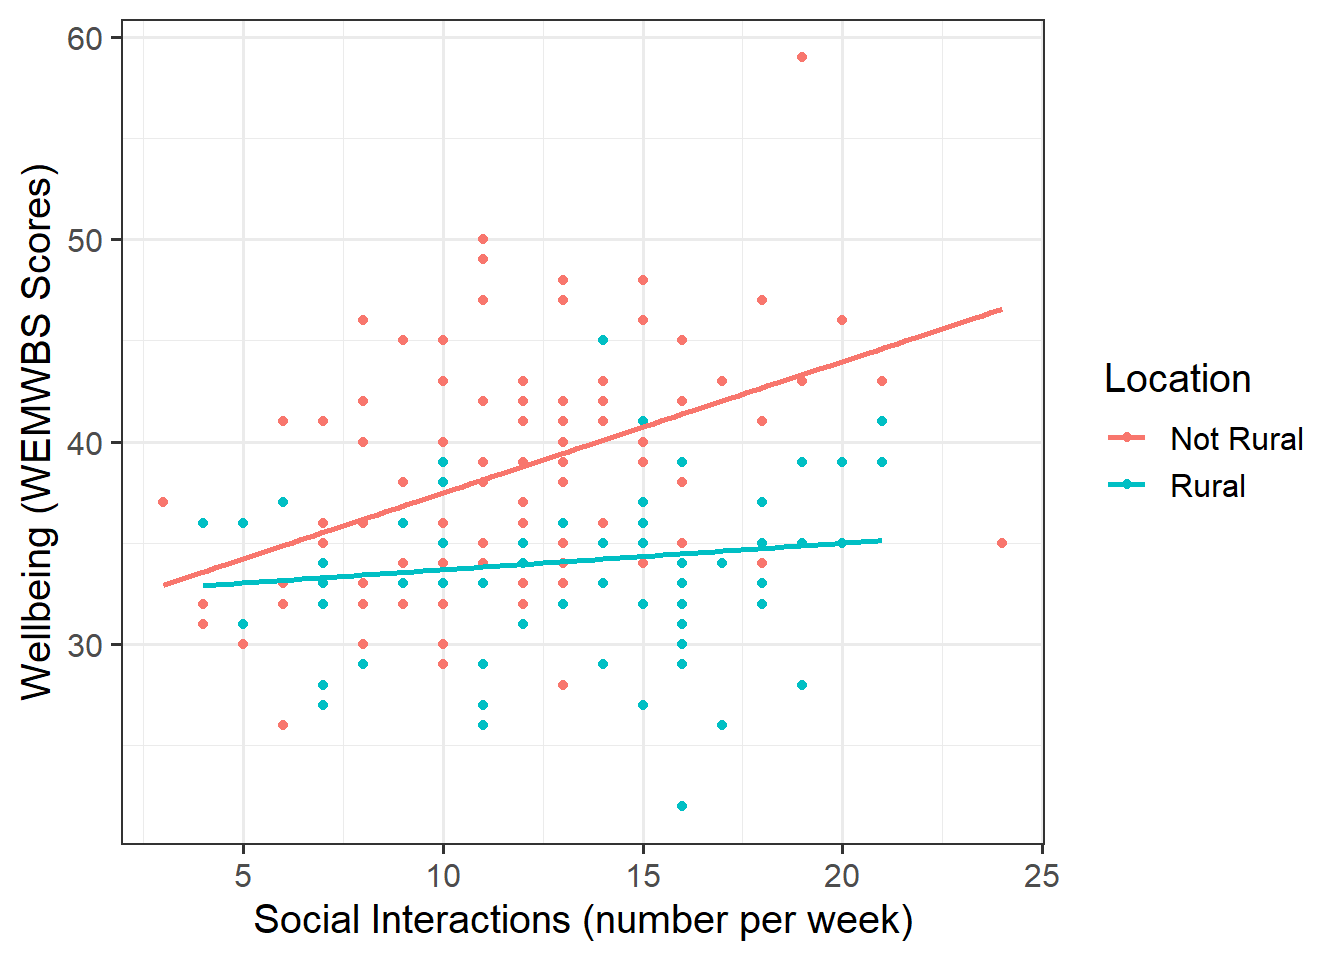 60
50
40
30
Wellbeing (WEMWBS Scores)
5 10 15 20 25
Social Interactions (number per week)
Location
Not Rural
Rural